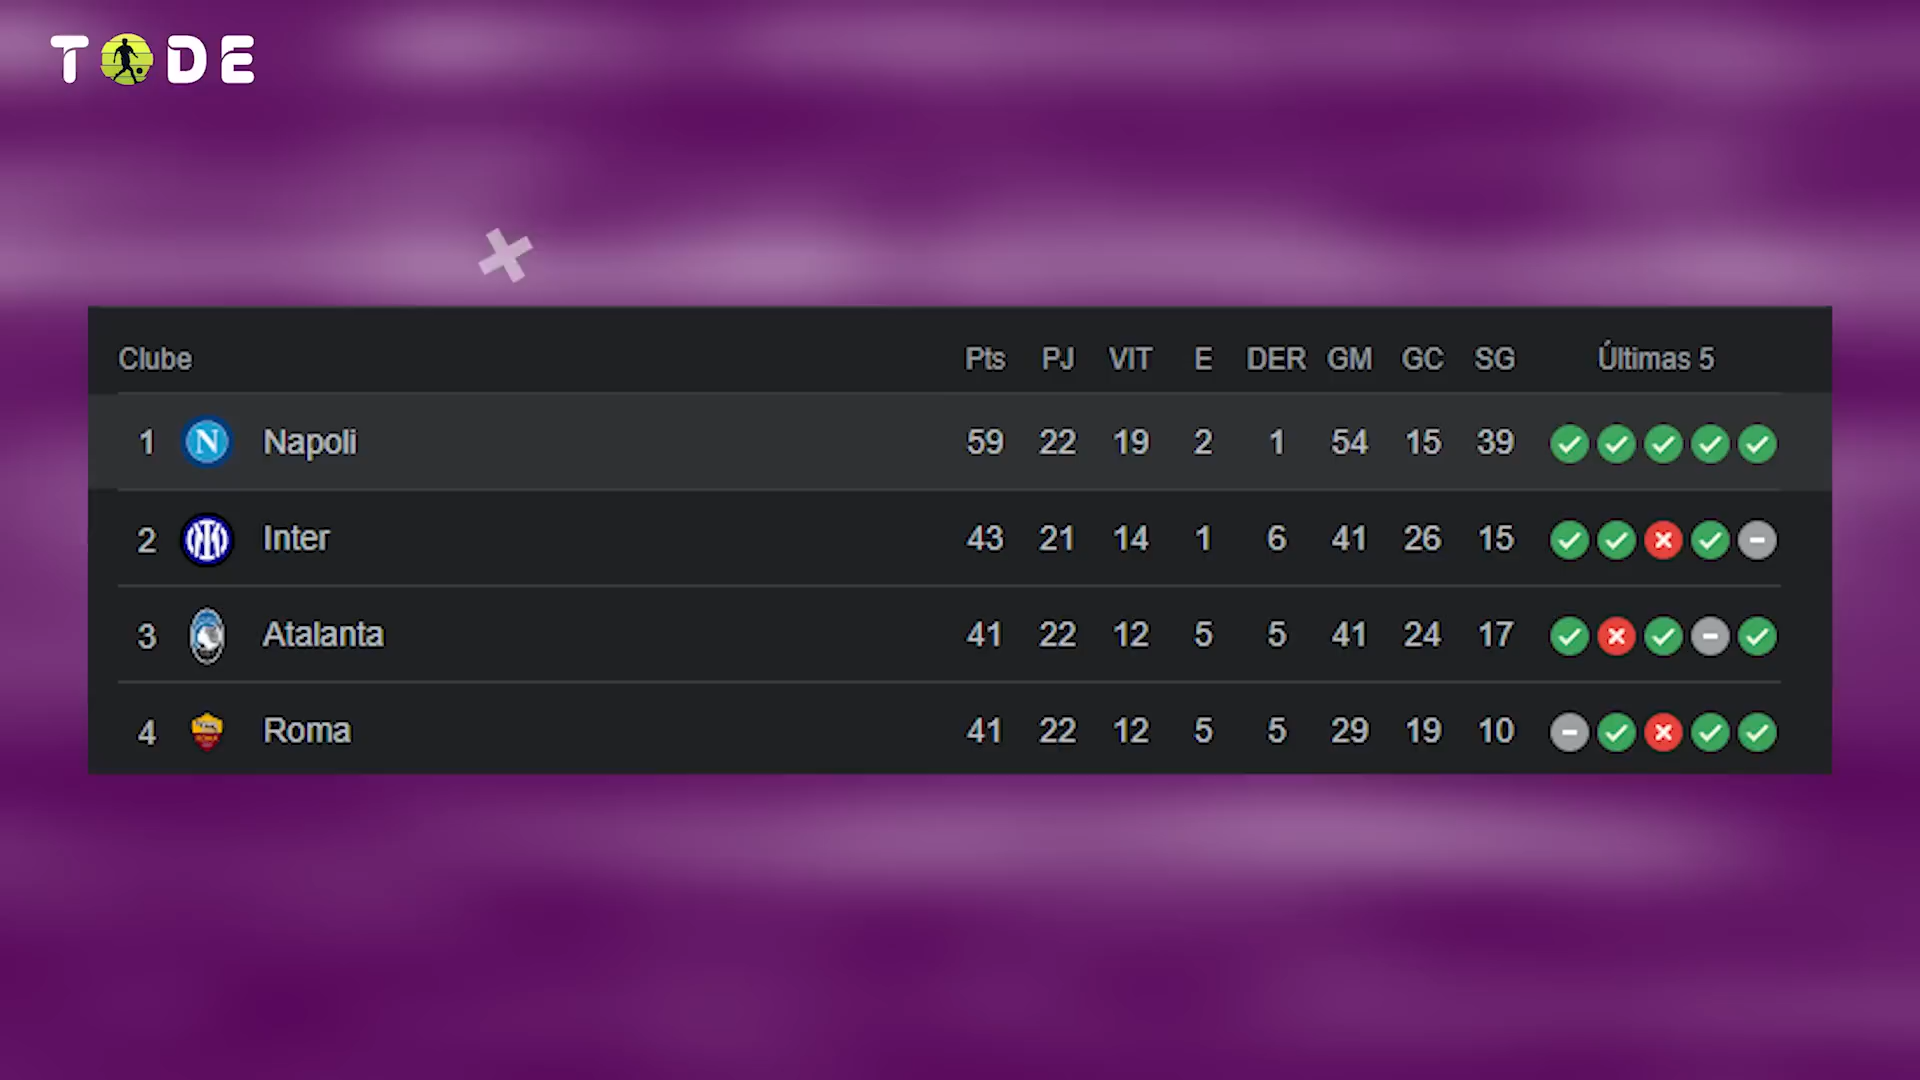 TODE
Clube Pts PJ VIT E DER GM GC SG Últimas 5
1 Napoli 59 22 19 2 1 54 15 39
2 Inter 43 21 14 1 6 41 26 15
3 Atalanta 41 22 12 5 5 41 24 17
4 Roma 41 22 12 5 5 29 19 10